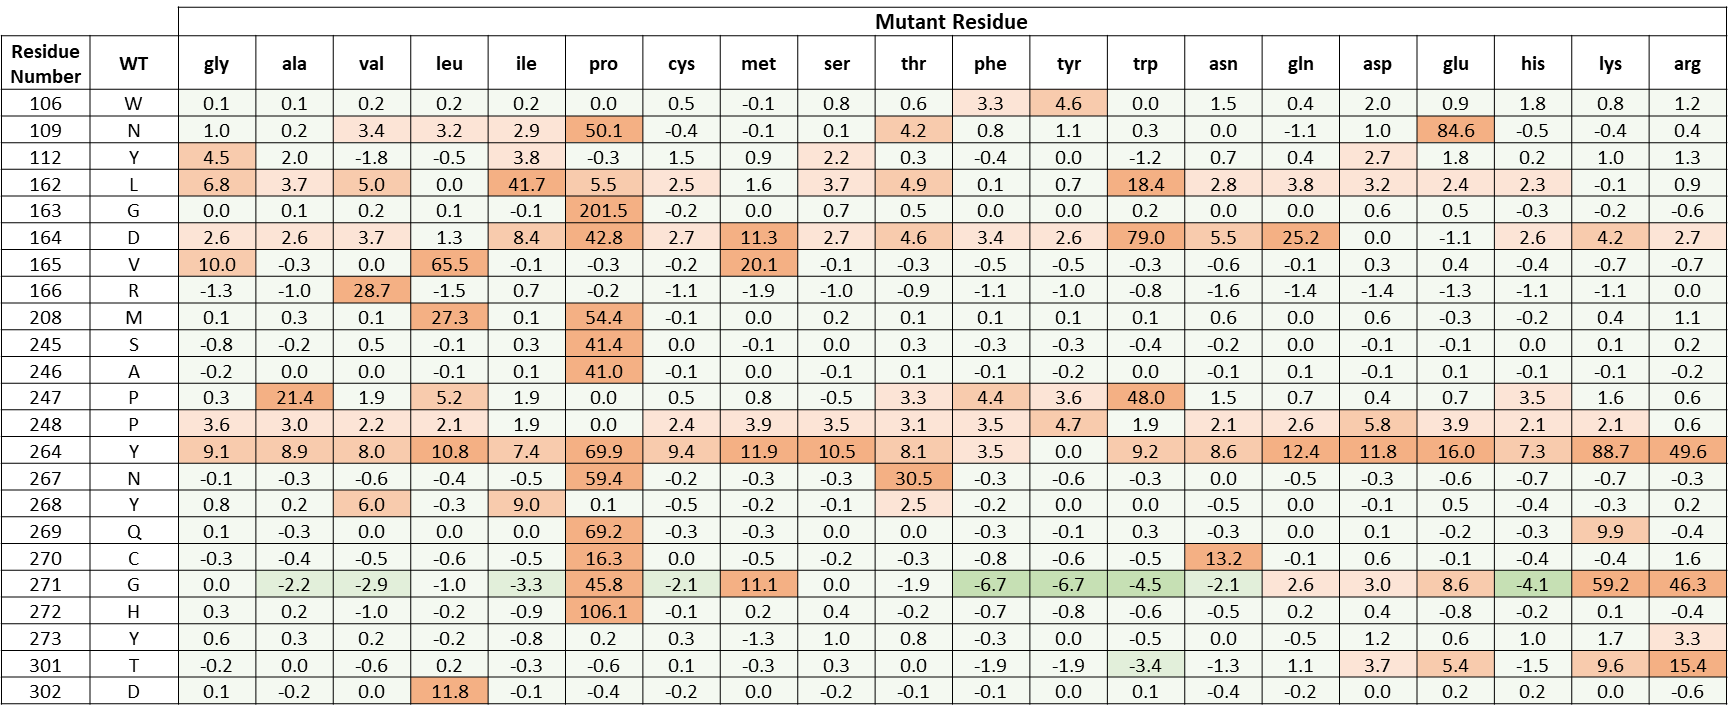 Mutant Residue
Residue Number WT gly ala val leu ile pro cys met ser thr phe tyr trp asn gln asp glu his lys arg
106 W 0.1 0.1 0.2 0.2 0.2 0.0 0.5 -0.1 0.8 0.6 3.3 4.6 0.0 1.5 0.4 2.0 0.9 1.8 0.8 1.2
109 N 1.0 0.2 3.4 3.2 2.9 50.1 -0.4 -0.1 0.1 4.2 0.8 1.1 0.3 0.0 -1.1 1.0 84.6 -0.5 -0.4 0.4
112 Y 4.5 2.0 -1.8 -0.5 3.8 -0.3 1.5 0.9 2.2 0.3 -0.4 0.0 -1.2 0.7 0.4 2.7 1.8 0.2 1.0 1.3
162 L 6.8 3.7 5.0 0.0 41.7 5.5 2.5 1.6 3.7 4.9 0.1 0.7 18.4 2.8 3.8 3.2 2.4 2.3 -0.1 0.9
163 G 0.0 0.1 0.2 0.1 -0.1 201.5 -0.2 0.0 0.7 0.5 0.0 0.0 0.2 0.0 0.0 0.6 0.5 -0.3 -0.2 -0.6
164 D 2.6 2.6 3.7 1.3 8.4 42.8 2.7 11.3 2.7 4.6 3.4 2.6 79.0 5.5 25.2 0.0 -1.1 2.6 4.2 2.7
165 V 10.0 -0.3 0.0 65.5 -0.1 -0.3 -0.2 20.1 -0.1 -0.3 -0.5 -0.5 -0.3 -0.6 -0.1 0.3 0.4 -0.4 -0.7 -0.7
166 R -1.3 -1.0 28.7 -1.5 0.7 -0.2 -1.1 -1.9 -1.0 -0.9 -1.1 -1.0 -0.8 -1.6 -1.4 -1.4 -1.3 -1.1 -1.1 0.0
208 M 0.1 0.3 0.1 27.3 0.1 54.4 -0.1 0.0 0.2 0.1 0.1 0.1 0.1 0.6 0.0 0.6 -0.3 -0.2 0.4 1.1
245 S -0.8 -0.2 0.5 -0.1 0.3 41.4 0.0 -0.1 0.0 0.3 -0.3 -0.3 -0.4 -0.2 0.0 -0.1 -0.1 0.0 0.1 0.2
246 A -0.2 0.0 0.0 -0.1 0.1 41.0 -0.1 0.0 -0.1 0.1 -0.1 -0.2 0.0 -0.1 0.1 -0.1 0.1 -0.1 -0.1 -0.2
247 P 0.3 21.4 1.9 5.2 1.9 0.0 0.5 0.8 -0.5 3.3 4.4 3.6 48.0 1.5 0.7 0.4 0.7 3.5 1.6 0.6
248 P 3.6 3.0 2.2 2.1 1.9 0.0 2.4 3.9 3.5 3.1 3.5 4.7 1.9 2.1 2.6 5.8 3.9 2.1 2.1 0.6
264 Y 9.1 8.9 8.0 10.8 7.4 69.9 9.4 11.9 10.5 8.1 3.5 0.0 9.2 8.6 12.4 11.8 16.0 7.3 88.7 49.6
267 N -0.1 -0.3 -0.6 -0.4 -0.5 59.4 -0.2 -0.3 -0.3 30.5 -0.3 -0.6 -0.3 0.0 -0.5 -0.3 -0.6 -0.7 -0.7 -0.3
268 Y 0.8 0.2 6.0 -0.3 9.0 0.1 -0.5 -0.2 -0.1 2.5 -0.2 0.0 0.0 -0.5 0.0 -0.1 0.5 -0.4 -0.3 0.2
269 Q 0.1 -0.3 0.0 0.0 0.0 69.2 -0.3 -0.3 0.0 0.0 -0.3 -0.1 0.3 -0.3 0.0 0.1 -0.2 -0.3 9.9 -0.4
270 C -0.3 -0.4 -0.5 -0.6 -0.5 16.3 0.0 -0.5 -0.2 -0.3 -0.8 -0.6 -0.5 13.2 -0.1 0.6 -0.1 -0.4 -0.4 1.6
271 G 0.0 -2.2 -2.9 -1.0 -3.3 45.8 -2.1 11.1 0.0 -1.9 -6.7 -6.7 -4.5 -2.1 2.6 3.0 8.6 -4.1 59.2 46.3
272 H 0.3 0.2 -1.0 -0.2 -0.9 106.1 -0.1 0.2 0.4 -0.2 -0.7 -0.8 -0.6 -0.5 0.2 0.4 -0.8 -0.2 0.1 -0.4
273 Y 0.6 0.3 0.2 -0.2 -0.8 0.2 0.3 -1.3 1.0 0.8 -0.3 0.0 -0.5 0.0 -0.5 1.2 0.6 1.0 1.7 3.3
301 T -0.2 0.0 -0.6 0.2 -0.3 -0.6 0.1 -0.3 0.3 0.0 -1.9 -1.9 -3.4 -1.3 1.1 3.7 5.4 -1.5 9.6 15.4
302 D 0.1 -0.2 0.0 11.8 -0.1 -0.4 -0.2 0.0 -0.2 -0.1 -0.1 0.0 0.1 -0.4 -0.2 0.0 0.2 0.2 0.0 -0.6